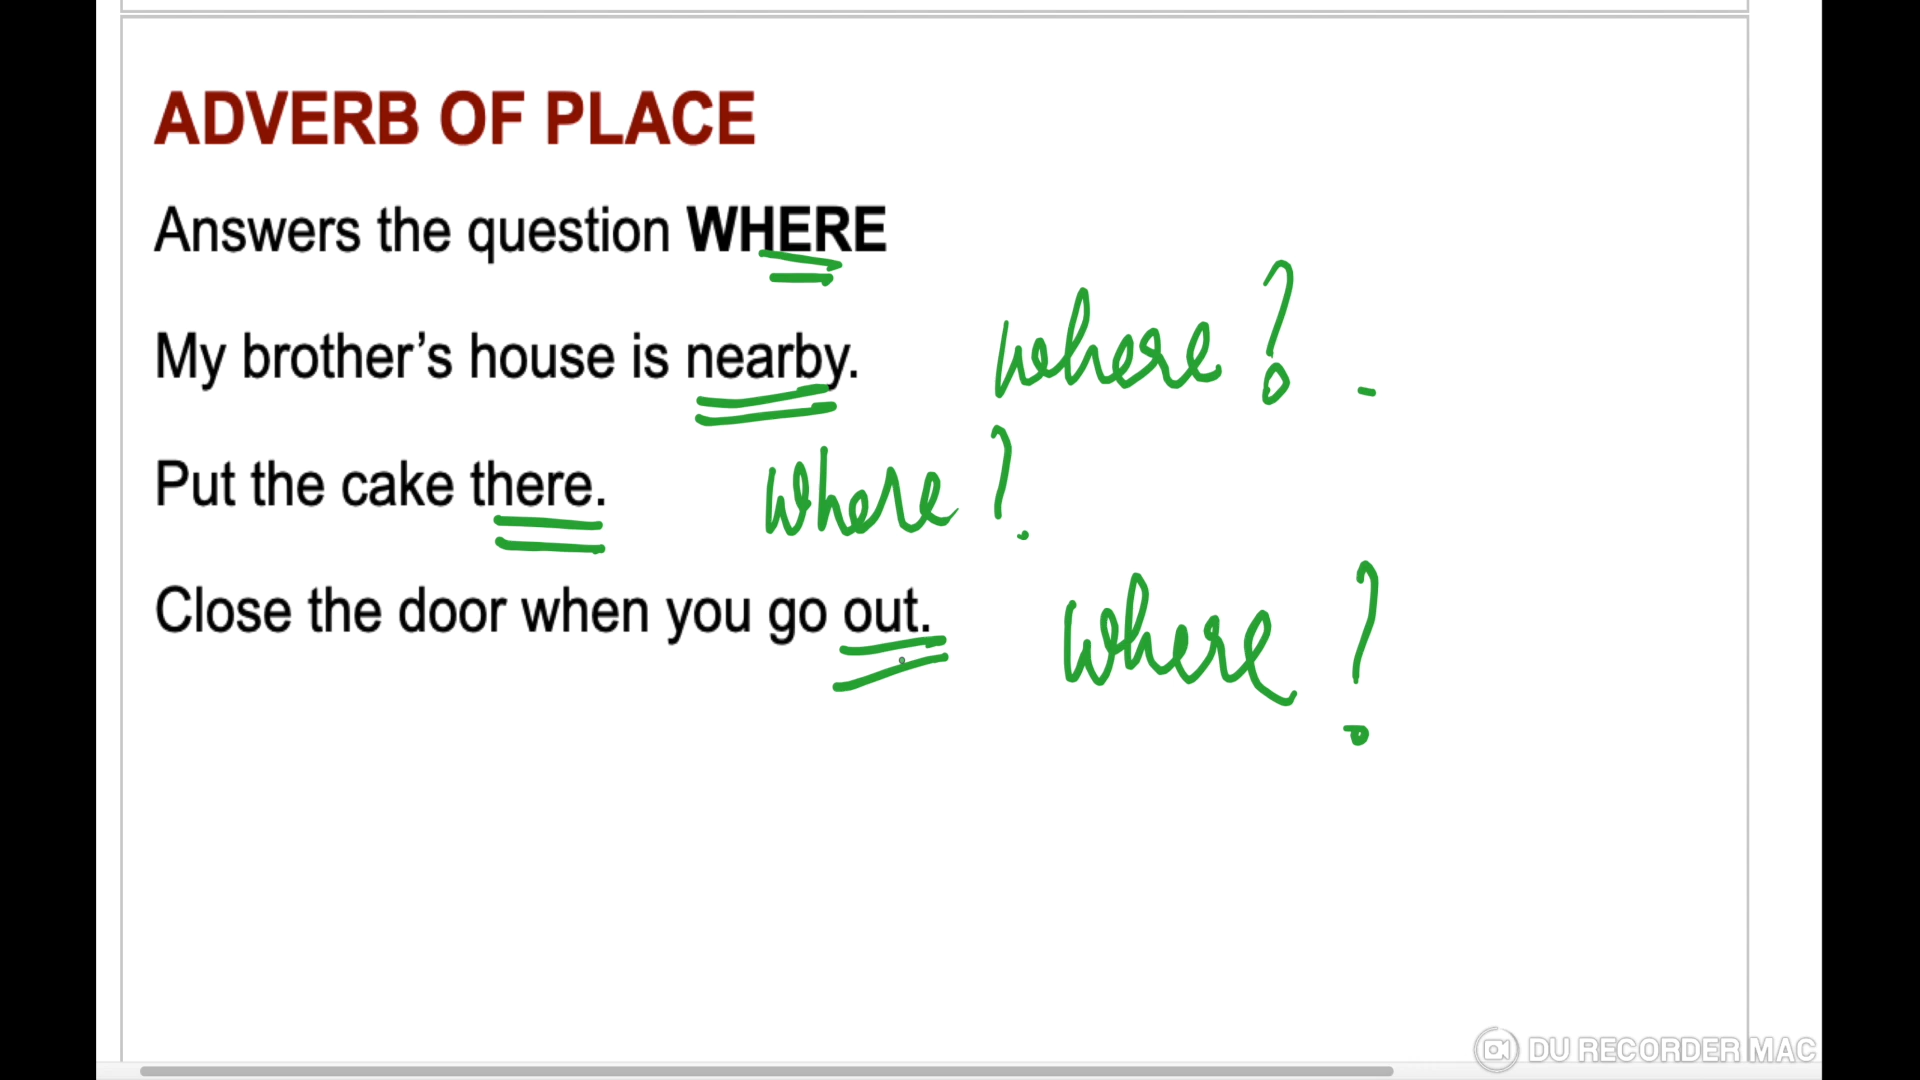 ADVERB OF PLACE
Answers the question WHERE
My brother’s house is nearby. where?
Put the cake there. where?
Close the door when you go out. where?
DU RECORDER MAC